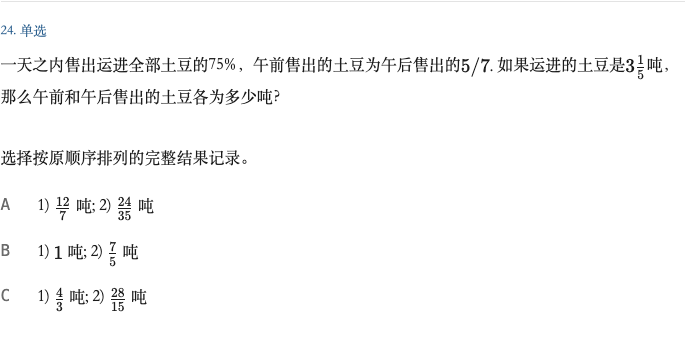 24. 单选
一天之内售出运进全部土豆的75%，午前售出的土豆为午后售出的5/7. 如果运进的土豆是3 1/5 吨，
那么午前和午后售出的土豆各为多少吨?
选择按原顺序排列的完整结果记录。
A 1) 12/7 吨; 2) 24/35 吨
B 1) 1 吨; 2) 7/5 吨
C 1) 4/3 吨; 2) 28/15 吨